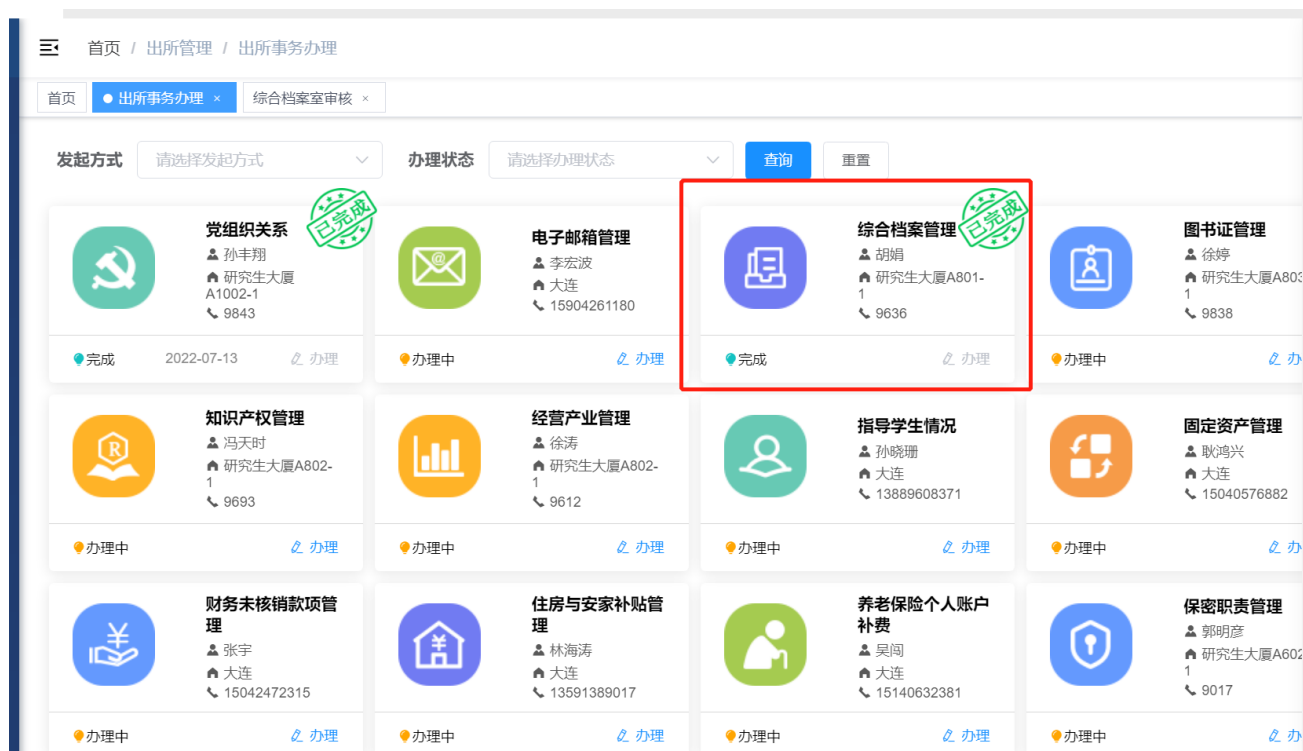 首页 / 出所管理 / 出所事务办理
首页 出所事务办理 × 综合档案室审核 ×
发起方式 请选择发起方式 办理状态 请选择办理状态 查询 重置
党组织关系
已完成
孙丰翔
研究生大厦
A1002-1
9843
完成 2022-07-13 办理
电子邮箱管理
李宏波
大连
15904261180
办理中 办理
综合档案管理
已完成
胡娟
研究生大厦A801-
1
9636
完成 办理
图书证管理
徐婷
研究生大厦A803
1
9838
办理中 办
知识产权管理
冯天时
研究生大厦A802-
1
9693
办理中 办理
经营产业管理
徐涛
研究生大厦A802-
1
9612
办理中 办理
指导学生情况
孙晓珊
大连
13889608371
办理中 办理
固定资产管理
耿鸿兴
大连
15040576882
办理中 办
财务未核销款项管
理
张宇
大连
15042472315
办理中 办理
住房与安家补贴管
理
林海涛
大连
13591389017
办理中 办理
养老保险个人账户
补费
吴闯
大连
15140632381
办理中 办理
保密职责管理
郭明彦
研究生大厦A602
1
9017
办理中 办